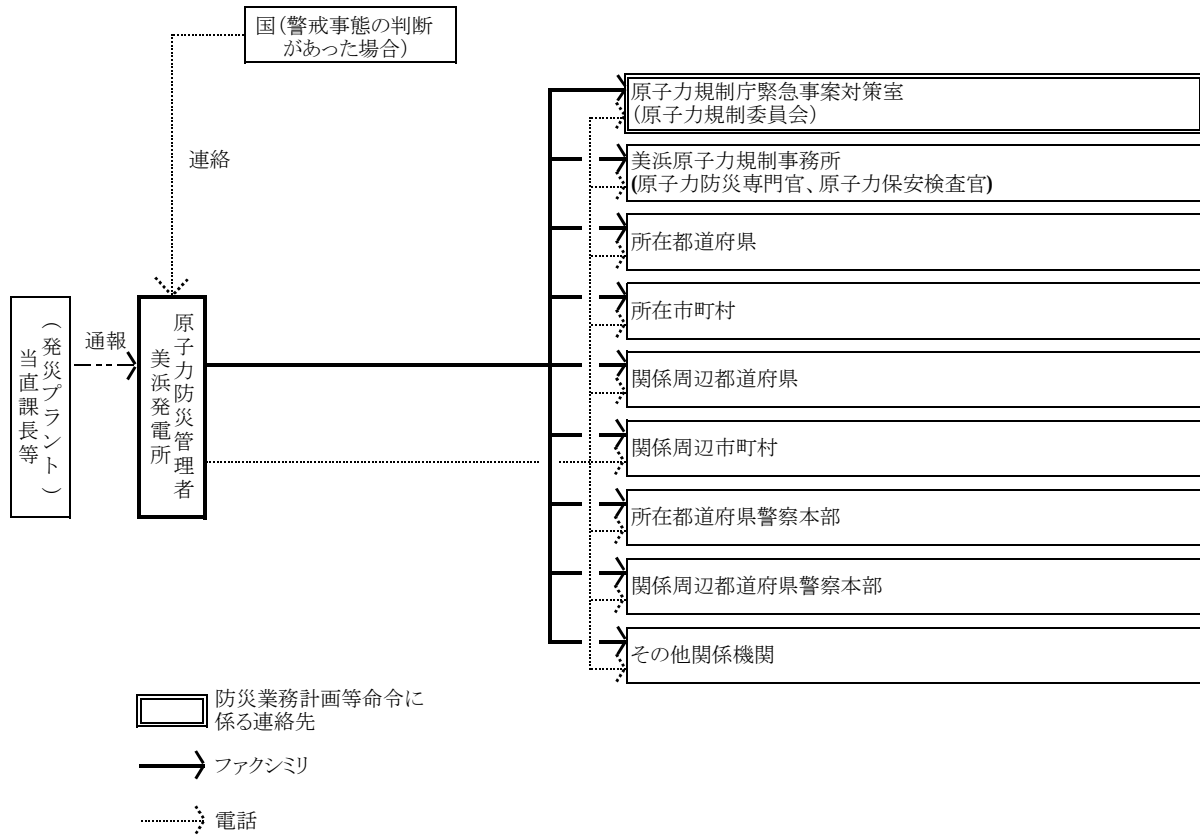 国(警戒事態の判断
があった場合)
連絡
原子力規制庁緊急事案対策室
(原子力規制委員会)
美浜原子力規制事務所
(原子力防災専門官、原子力保安検査官)
所在都道府県
所在市町村
関係周辺都道府県
関係周辺市町村
所在都道府県警察本部
関係周辺都道府県警察本部
その他関係機関
(発災プラント)
当直課長等
通報
原子力防災管理者
美浜発電所
防災業務計画等命令に
係る連絡先
ファクシミリ
電話